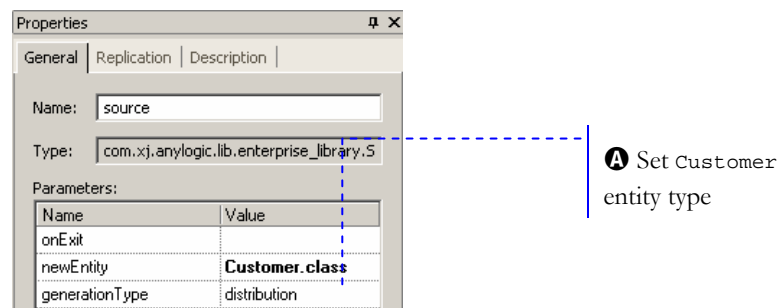 Properties
General Replication Description
Name: source
Type: com.xj.anylogic.lib.enterprise_library.S
Parameters:
Name Value
onExit
newEntity Customer.class
generationType distribution
A Set Customer
entity type